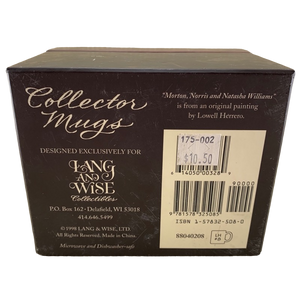 Collector
Mugs
DESIGNED EXCLUSIVELY FOR
LANG
AND
WISE
Collectibles
P.O. Box 162 - Delafield, WI 53018
414.646.5499
© 1998 LANG & WISE, LTD
All Rights Reserved, Made in China
Microwave and Dishwasher-safe
"Morton, Norris and Natasha Williams"
is from an original painting
by Lowell Herrero.
175-002
$10.50
90000
ISBN 1-57632-508-0